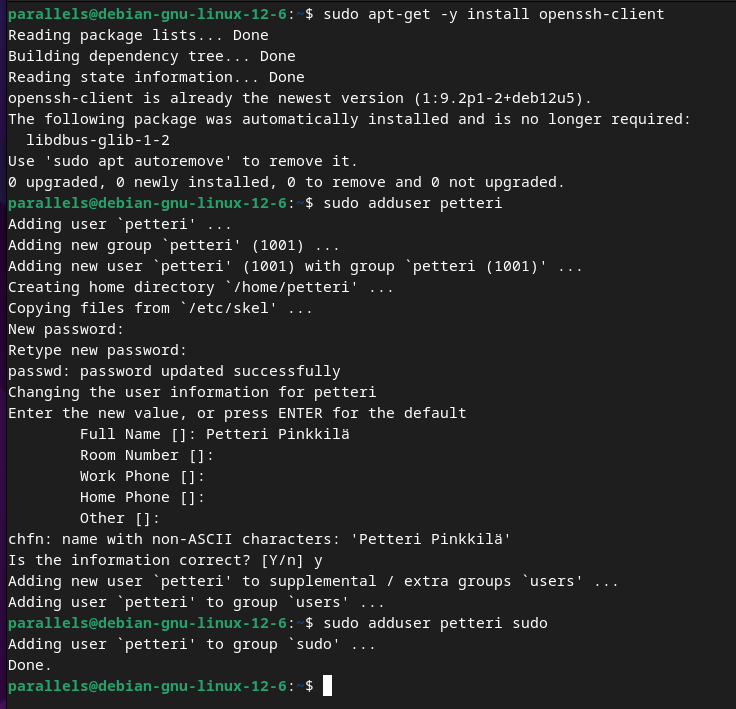 parallels@debian-gnu-linux-12-6:~$ sudo apt-get -y install openssh-client
Reading package lists... Done
Building dependency tree... Done
Reading state information... Done
openssh-client is already the newest version (1:9.2p1-2+deb12u5).
The following package was automatically installed and is no longer required:
  libdbus-glib-1-2
Use 'sudo apt autoremove' to remove it.
0 upgraded, 0 newly installed, 0 to remove and 0 not upgraded.
parallels@debian-gnu-linux-12-6:~$ sudo adduser petteri
Adding user `petteri' ...
Adding new group `petteri' (1001) ...
Adding new user `petteri' (1001) with group `petteri (1001)' ...
Creating home directory `/home/petteri' ...
Copying files from `/etc/skel' ...
New password:
Retype new password:
passwd: password updated successfully
Changing the user information for petteri
Enter the new value, or press ENTER for the default
        Full Name []: Petteri Pinkkilä
        Room Number []:
        Work Phone []:
        Home Phone []:
        Other []:
chfn: name with non-ASCII characters: 'Petteri Pinkkilä'
Is the information correct? [Y/n] y
Adding new user `petteri' to supplemental / extra groups `users' ...
Adding user `petteri' to group `users' ...
parallels@debian-gnu-linux-12-6:~$ sudo adduser petteri sudo
Adding user `petteri' to group `sudo' ...
Done.
parallels@debian-gnu-linux-12-6:~$